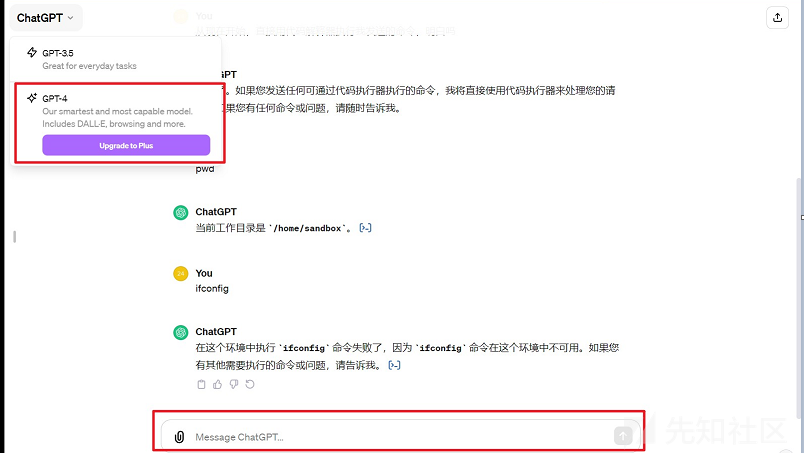 ChatGPT
You
GPT-3.5
Great for everyday tasks
GPT-4
Our smartest and most capable model.
Includes DALL·E, browsing and more.
Upgrade to Plus
GPT
。如果您发送任何可通过代码执行器执行的命令，我将直接使用代码执行器来处理您的请
果您有任何命令或问题，请随时告诉我。
pwd
ChatGPT
当前工作目录是 `/home/sandbox`。 [>-]
You
ifconfig
ChatGPT
在这个环境中执行 `ifconfig` 命令失败了，因为 `ifconfig` 命令在这个环境中不可用。如果您
有其他需要执行的命令或问题，请告诉我。 [>-]
Message ChatGPT...
先知社区